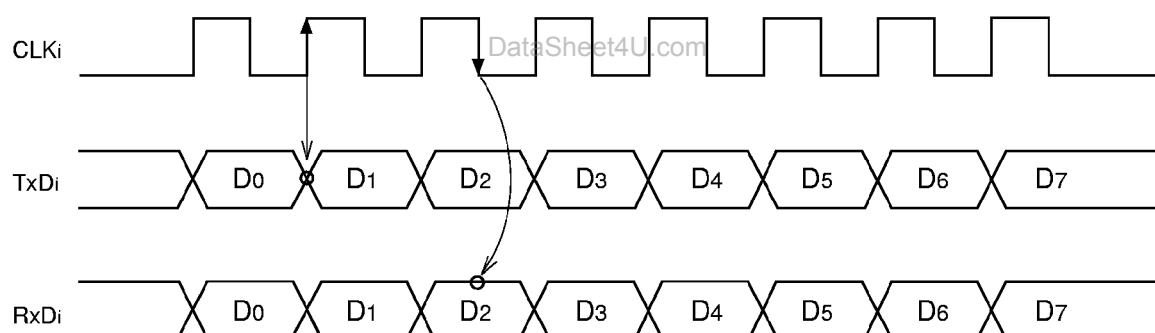 CLKi
DataSheet4U.com
TxDi D0 D1 D2 D3 D4 D5 D6 D7
RxDi D0 D1 D2 D3 D4 D5 D6 D7